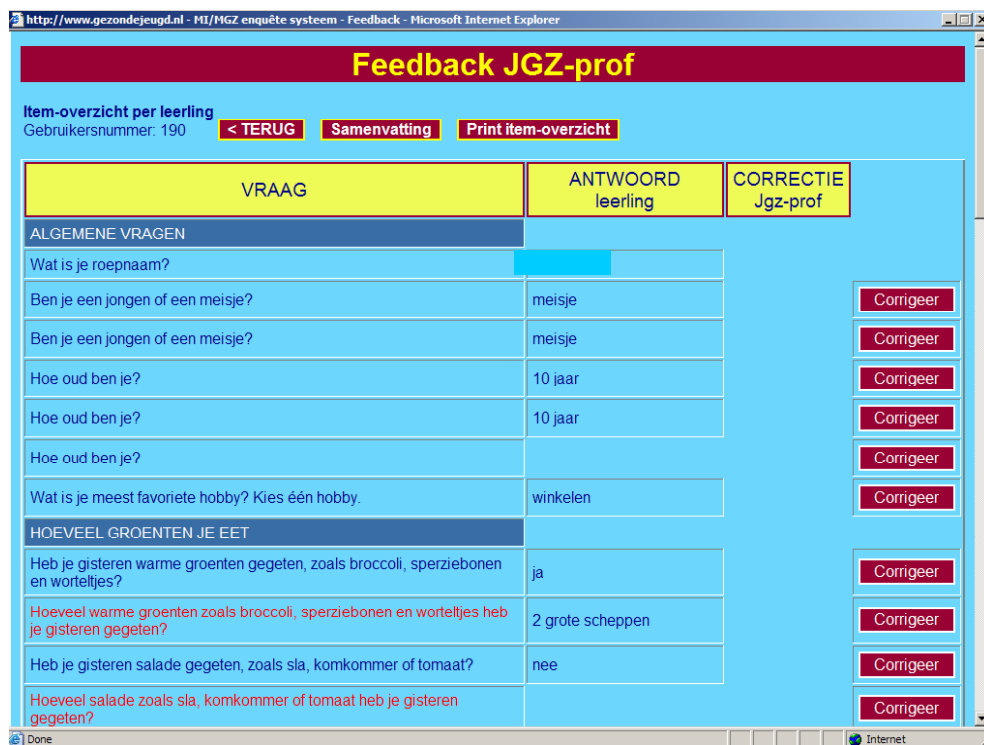 http://www.gezondejeugd.nl - MI/MGZ enquête systeem - Feedback - Microsoft Internet Explorer
Feedback JGZ-prof
Item-overzicht per leerling
Gebruikersnummer: 190 < TERUG Samenvatting Print item-overzicht
VRAAG ANTWOORD leerling CORRECTIE Jgz-prof
ALGEMENE VRAGEN
Wat is je roepnaam?
Ben je een jongen of een meisje? meisje Corrigeer
Ben je een jongen of een meisje? meisje Corrigeer
Hoe oud ben je? 10 jaar Corrigeer
Hoe oud ben je? 10 jaar Corrigeer
Hoe oud ben je? Corrigeer
Wat is je meest favoriete hobby? Kies één hobby. winkelen Corrigeer
HOEVEEL GROENTEN JE EET
Heb je gisteren warme groenten gegeten, zoals broccoli, sperziebonen
en worteltjes? ja Corrigeer
Hoeveel warme groenten zoals broccoli, sperziebonen en worteltjes heb
je gisteren gegeten? 2 grote scheppen Corrigeer
Heb je gisteren salade gegeten, zoals sla, komkommer of tomaat? nee Corrigeer
Hoeveel salade zoals sla, komkommer of tomaat heb je gisteren
gegeten? Corrigeer
Done Internet